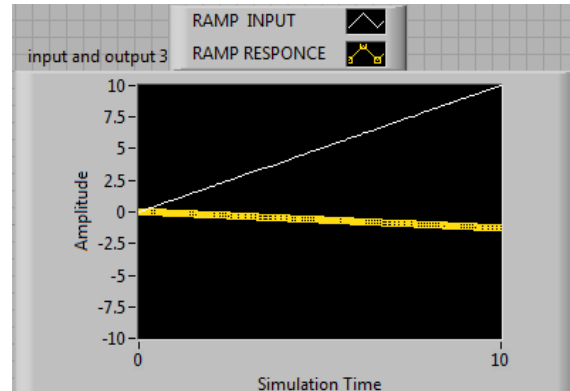 RAMP INPUT
input and output 3
RAMP RESPONCE
10
7.5
5
2.5
0
-2.5
-5
-7.5
-10
Amplitude
0
10
Simulation Time